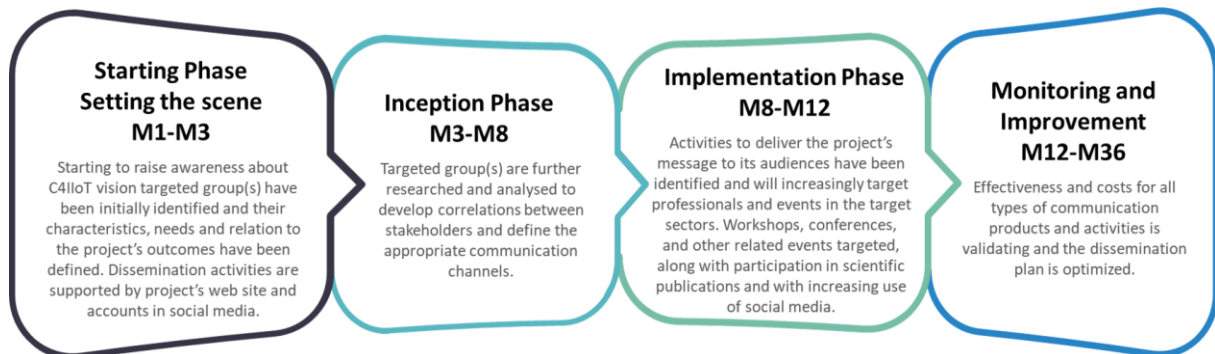 Starting Phase
Setting the scene
M1-M3
Starting to raise awareness about
C4IIoT vision targeted group(s) have
been initially identified and their
characteristics, needs and relation to
the project's outcomes have been
defined. Dissemination activities are
supported by project's web site and
accounts in social media.
Inception Phase
M3-M8
Targeted group(s) are further
researched and analysed to
develop correlations between
stakeholders and define the
appropriate communication
channels.
Implementation Phase
M8-M12
Activities to deliver the project's
message to its audiences have been
identified and will increasingly target
professionals and events in the target
sectors. Workshops, conferences,
and other related events targeted,
along with participation in scientific
publications and with increasing use
of social media.
Monitoring and
Improvement
M12-M36
Effectiveness and costs for all
types of communication
products and activities is
validating and the dissemination
plan is optimized.